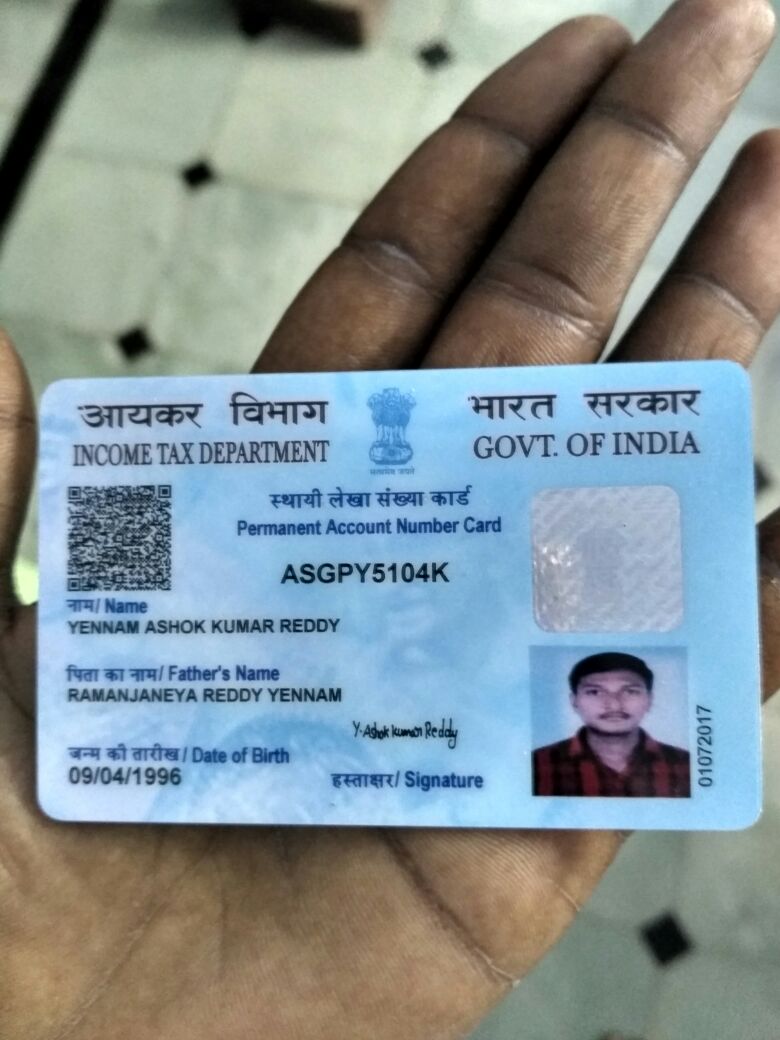 आयकर विभाग
INCOME TAX DEPARTMENT
भारत सरकार
GOVT. OF INDIA
सत्यमेव जयते
स्थायी लेखा संख्या कार्ड
Permanent Account Number Card
ASGPY5104K
नाम/ Name
YENNAM ASHOK KUMAR REDDY
पिता का नाम/ Father's Name
RAMANJANEYA REDDY YENNAM
Y. Ashok kumar Reddy
जन्म की तारीख / Date of Birth
09/04/1996
हस्ताक्षर/ Signature
01072017